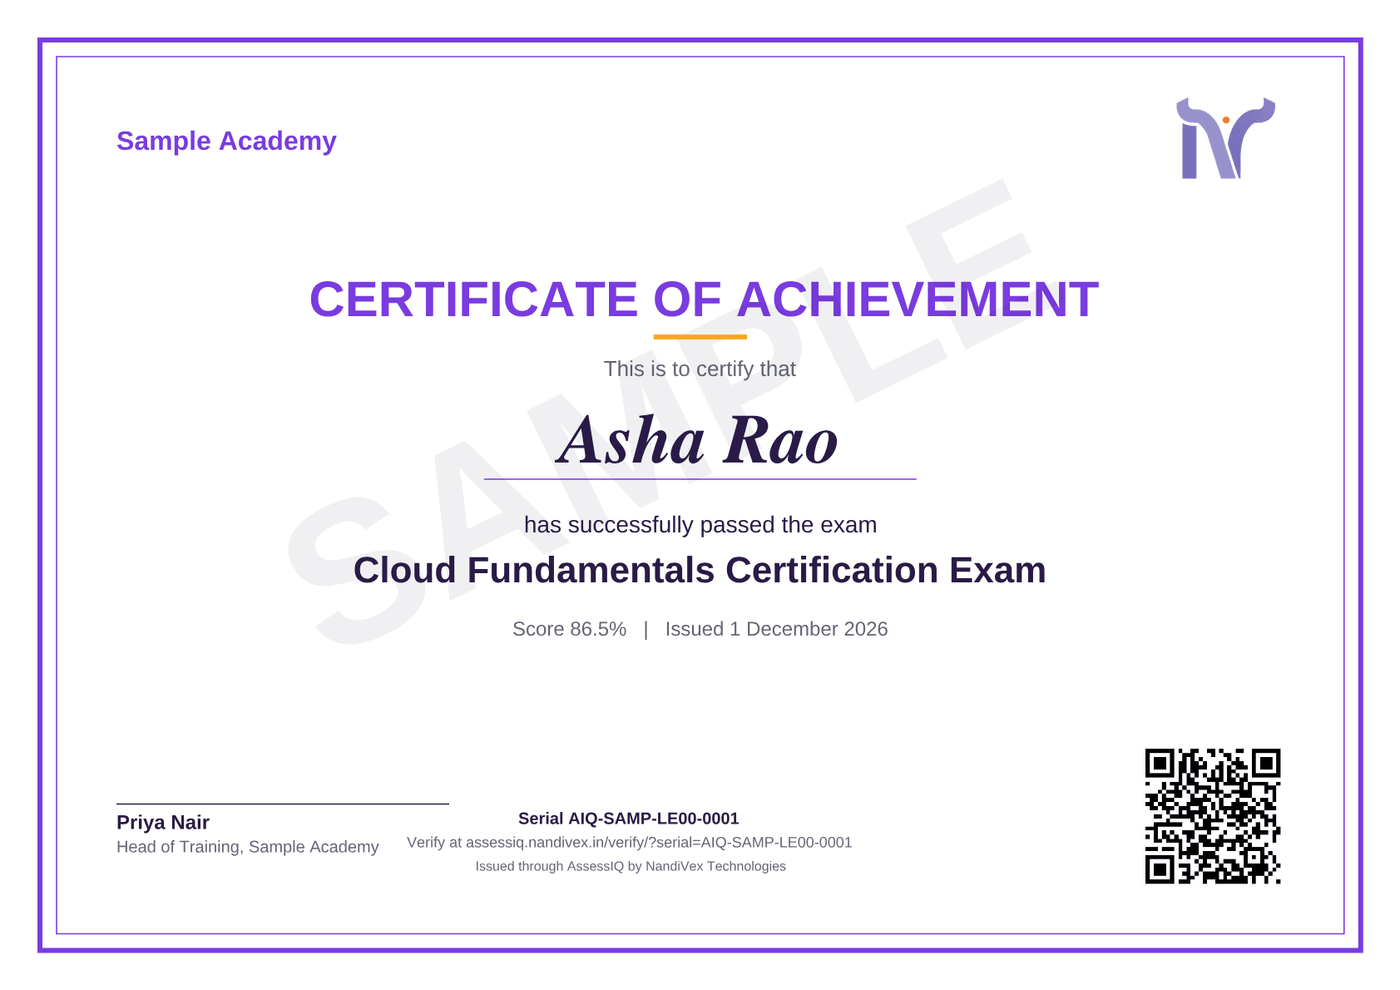 Sample Academy
CERTIFICATE OF ACHIEVEMENT
This is to certify that
Asha Rao
has successfully passed the exam
Cloud Fundamentals Certification Exam
Score 86.5% | Issued 1 December 2026
SAMPLE
Priya Nair
Head of Training, Sample Academy
Serial AIQ-SAMP-LE00-0001
Verify at assessiq.nandivex.in/verify/?serial=AIQ-SAMP-LE00-0001
Issued through AssessIQ by NandiVex Technologies